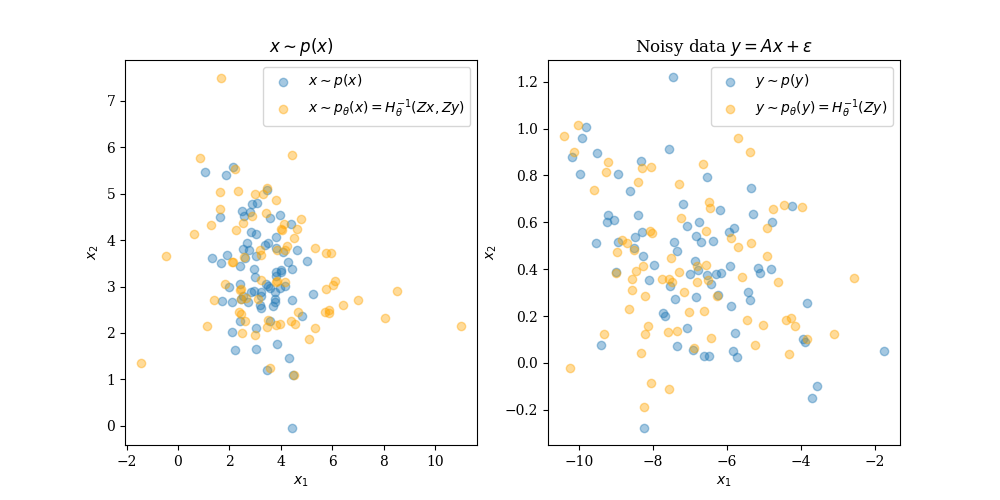 x ~ p(x)
x ~ p(x)
x ~ p_θ(x) = H_θ^{-1}(Zx, Zy)
7
6
5
4
3
2
1
0
x_2
−2
0
2
4
6
8
10
x_1
Noisy data y = Ax + ε
y ~ p(y)
y ~ p_θ(y) = H_θ^{-1}(Zy)
1.2
1.0
0.8
0.6
0.4
0.2
0.0
−0.2
x_2
−10
−8
−6
−4
−2
x_1